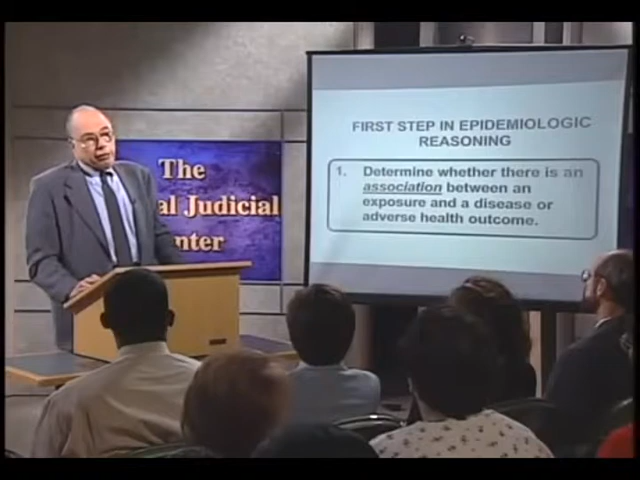 The
al Judicial
nter
FIRST STEP IN EPIDEMIOLOGIC
REASONING
1. Determine whether there is an
association between an
exposure and a disease or
adverse health outcome.